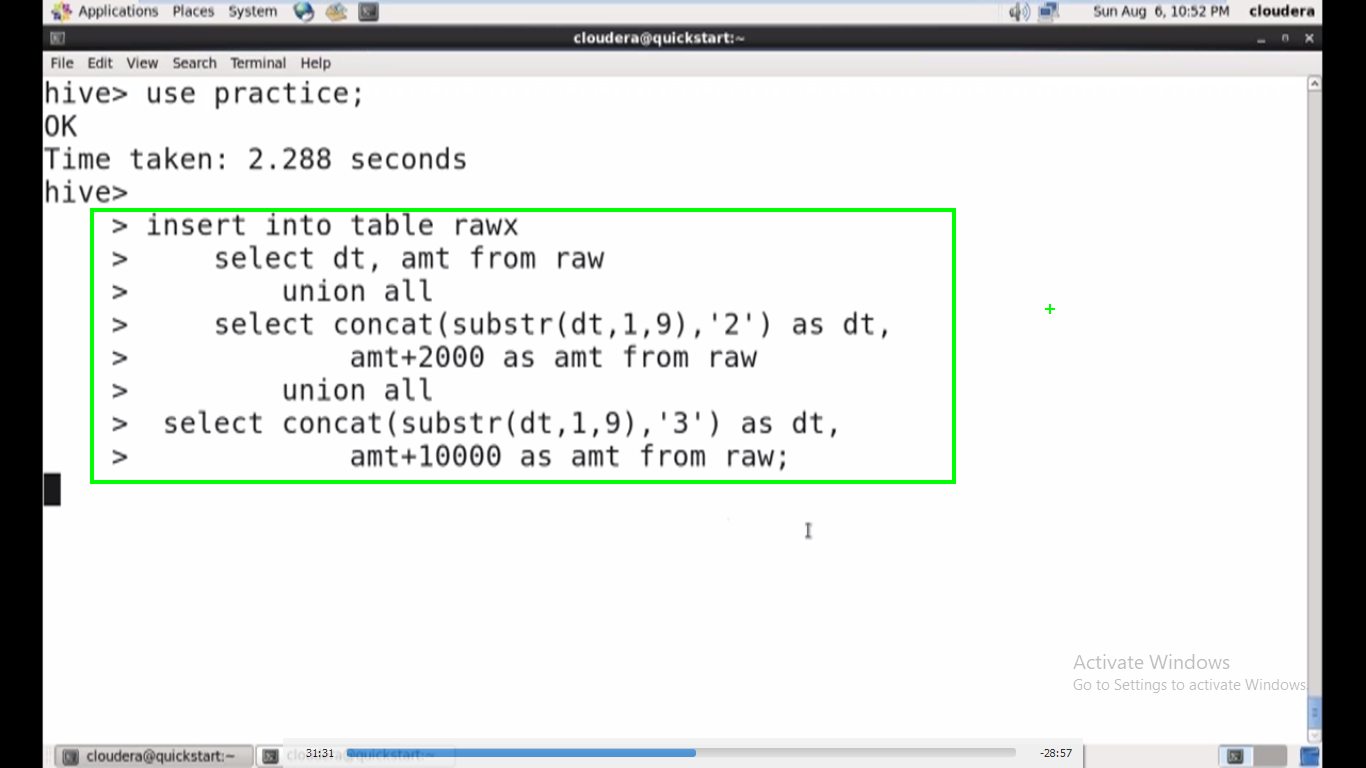 Applications Places System Sun Aug 6, 10:52 PM cloudera
cloudera@quickstart:~
File Edit View Search Terminal Help
hive> use practice;
OK
Time taken: 2.288 seconds
hive>
> insert into table rawx
> select dt, amt from raw
> union all
> select concat(substr(dt,1,9),'2') as dt,
> amt+2000 as amt from raw
> union all
> select concat(substr(dt,1,9),'3') as dt,
> amt+10000 as amt from raw;
Activate Windows
Go to Settings to activate Windows.
cloudera@quickstart:~ cloudera@quickstart:~
31:31 -28:57